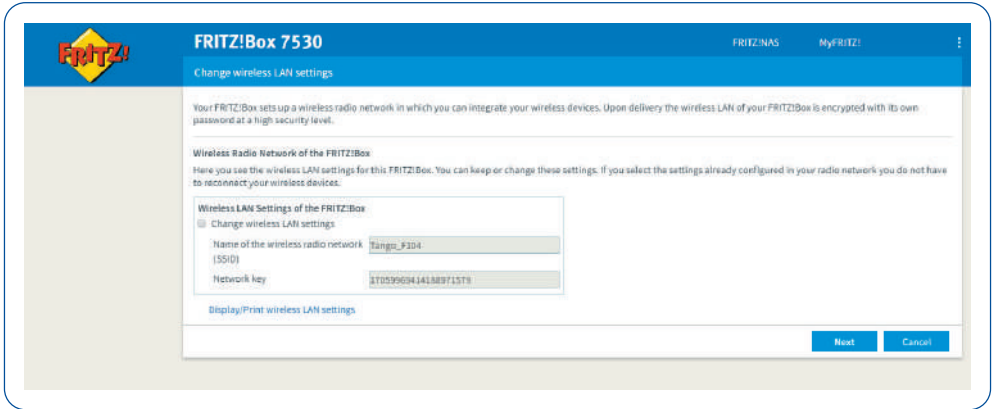 FRITZ!
FRITZ!Box 7530
FRITZ!NAS MyFRITZ!
Change wireless LAN settings
Your FRITZ!Box sets up a wireless radio network in which you can integrate your wireless devices. Upon delivery the wireless LAN of your FRITZ!Box is encrypted with its own
password at a high security level.
Wireless Radio Network of the FRITZ!Box
Here you see the wireless LAN settings for this FRITZ!Box. You can keep or change these settings. If you select the settings already configured in your radio network you do not have
to reconnect your wireless devices.
Wireless LAN Settings of the FRITZ!Box
Change wireless LAN settings
Name of the wireless radio network
(SSID)
Network key
Display/Print wireless LAN settings
Next Cancel